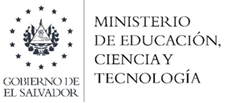 GOBIERNO DE
EL SALVADOR
MINISTERIO
DE EDUCACIÓN,
CIENCIA Y
TECNOLOGÍA